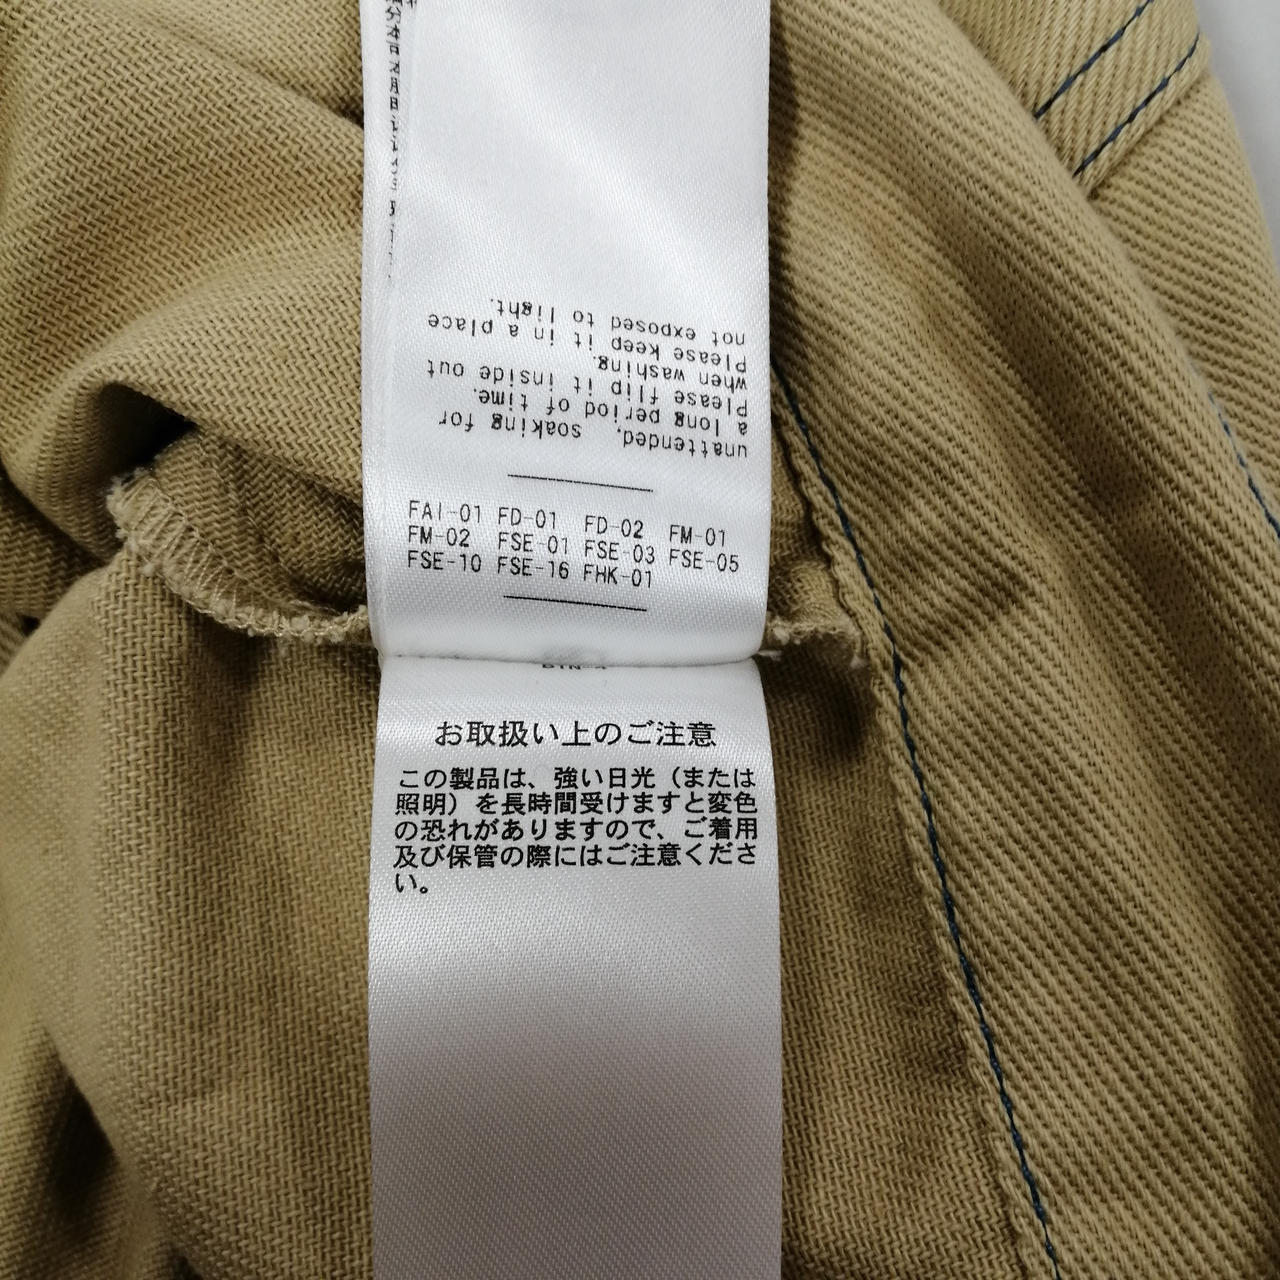 unattended, soaking for
a long period of time.
Please flip it inside out
when washing.
Please keep it in a place
not exposed to light.
FAI-01 FD-01 FD-02 FM-01
FM-02 FSE-01 FSE-03 FSE-05
FSE-10 FSE-16 FHK-01
お取扱い上のご注意
この製品は、強い日光（または
照明）を長時間受けますと変色
の恐れがありますので、ご着用
及び保管の際にはご注意くださ
い。